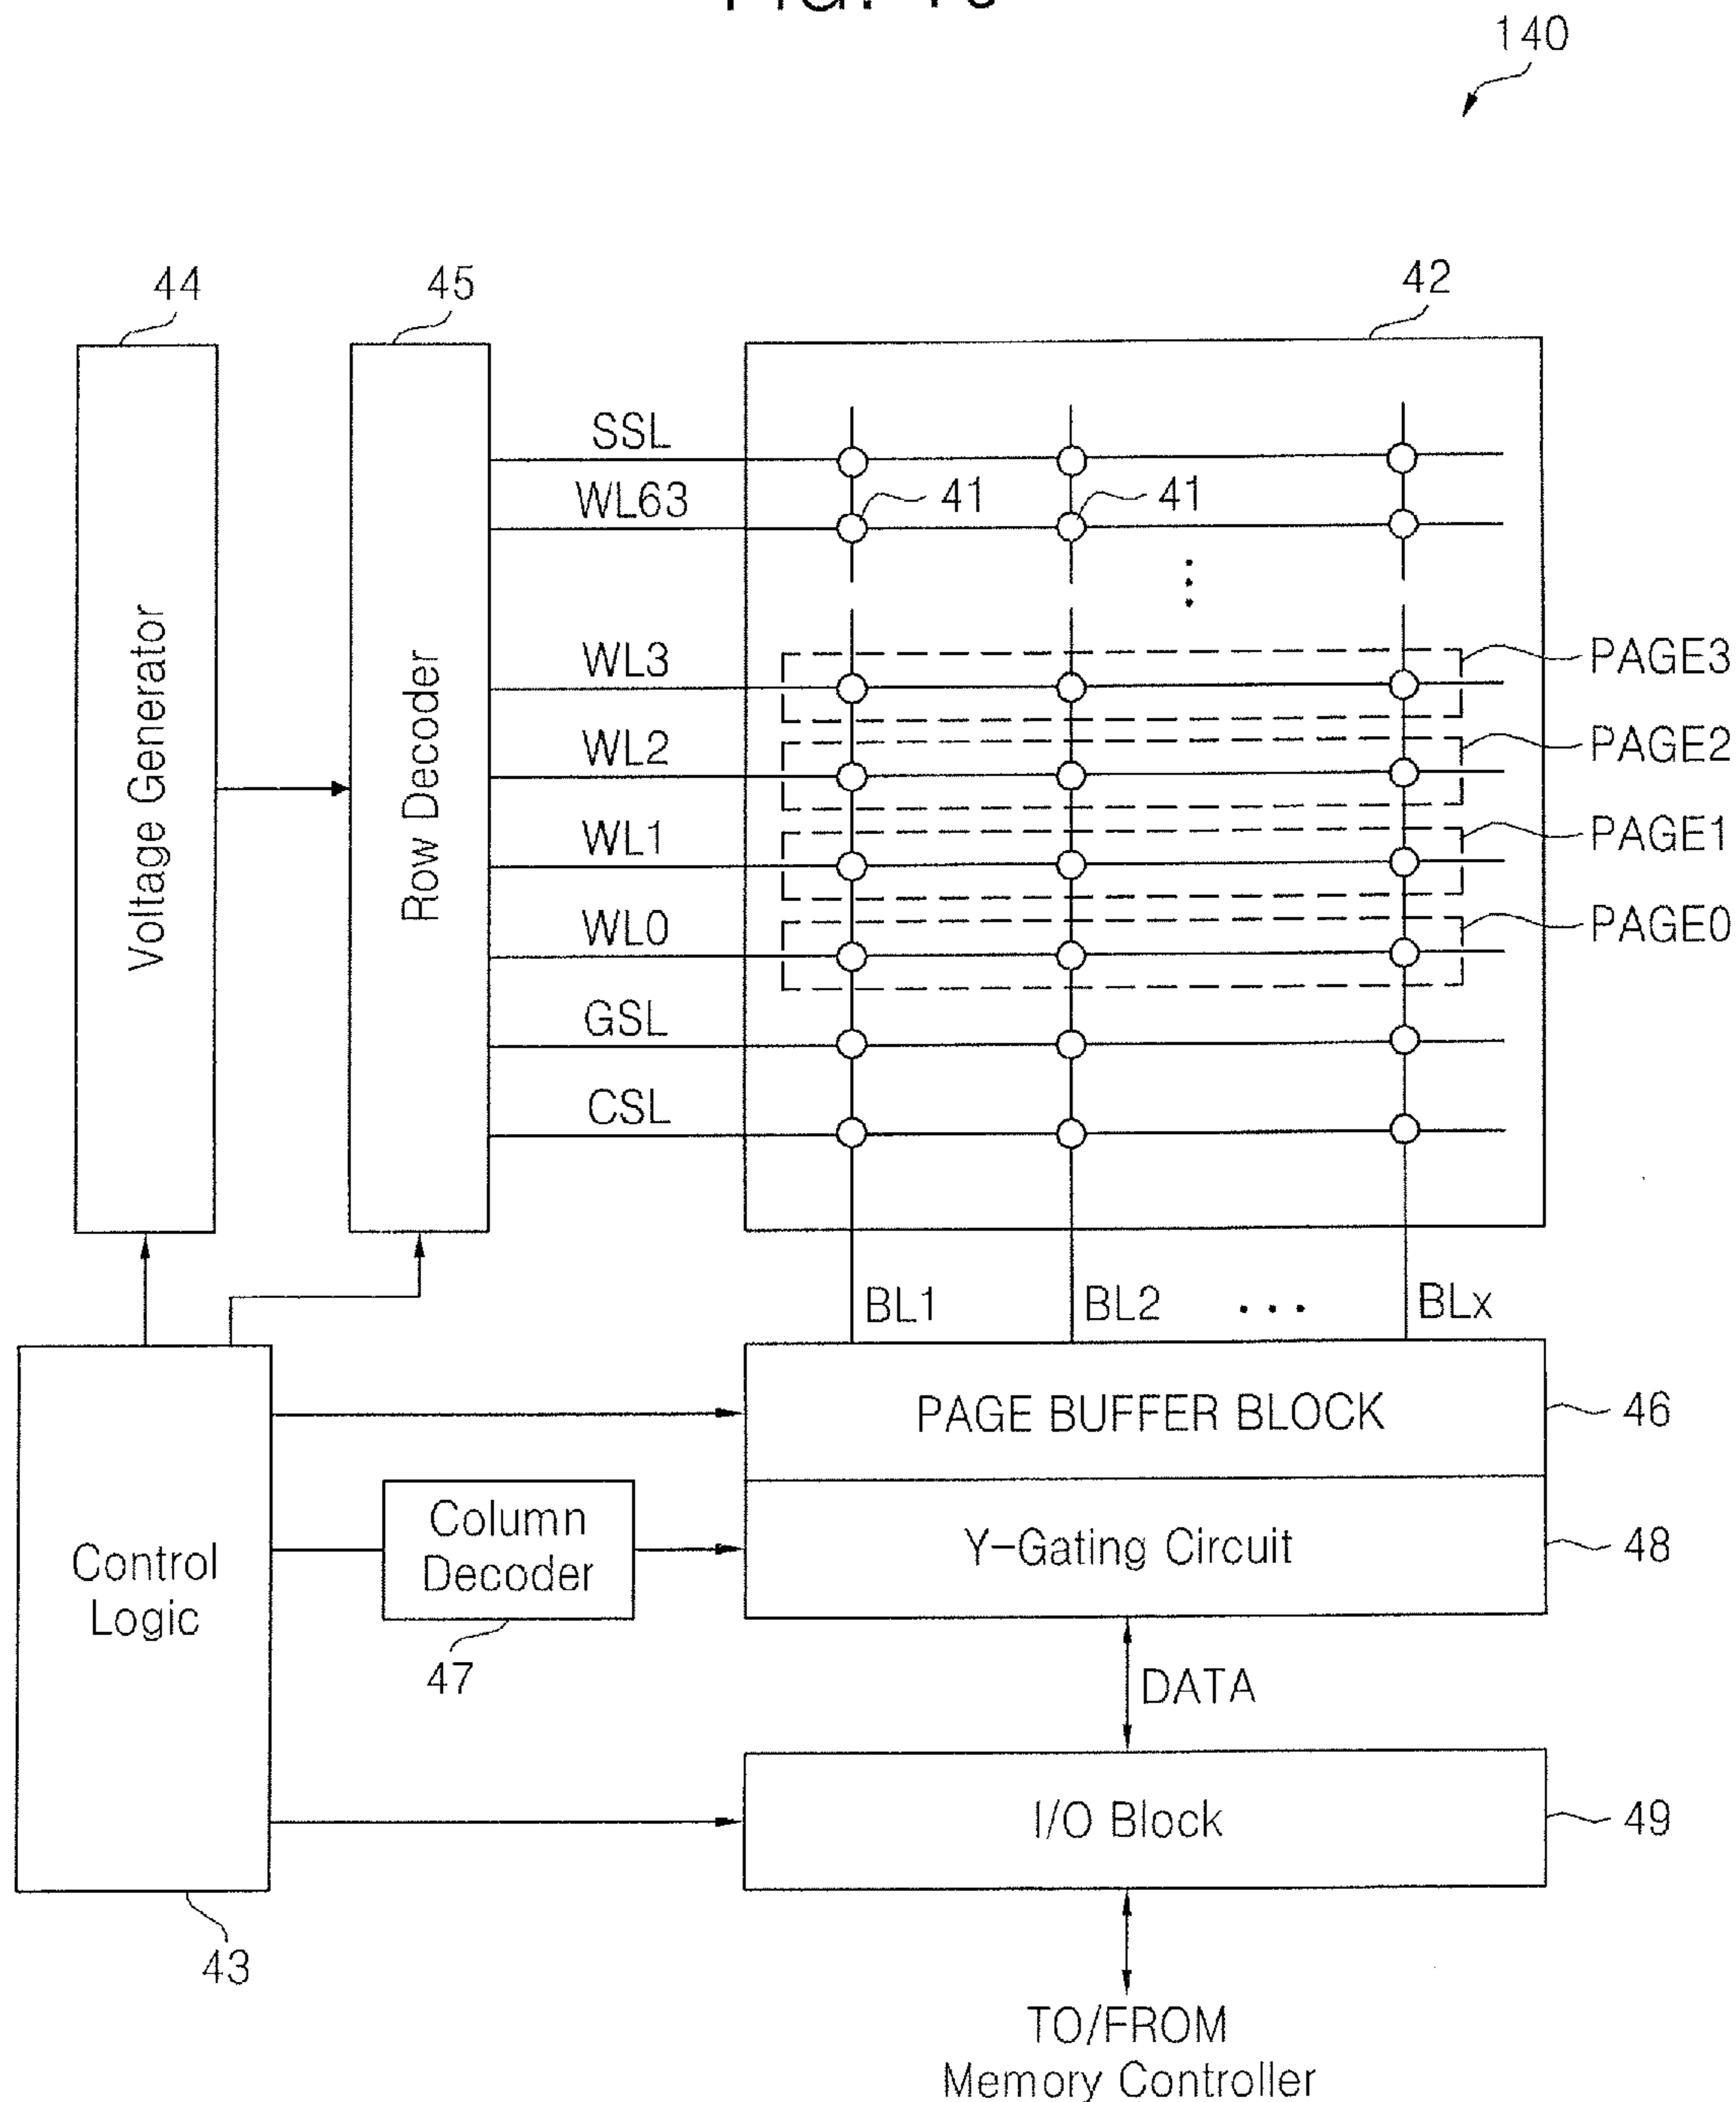 140
44
45
42
SSL
WL63
41
41
WL3
PAGE3
WL2
PAGE2
WL1
PAGE1
WL0
PAGE0
GSL
CSL
Voltage Generator
Row Decoder
BL1
BL2
BLx
PAGE BUFFER BLOCK
46
Column
Decoder
47
Y-Gating Circuit
48
Control
Logic
43
DATA
I/O Block
49
TO/FROM
Memory Controller